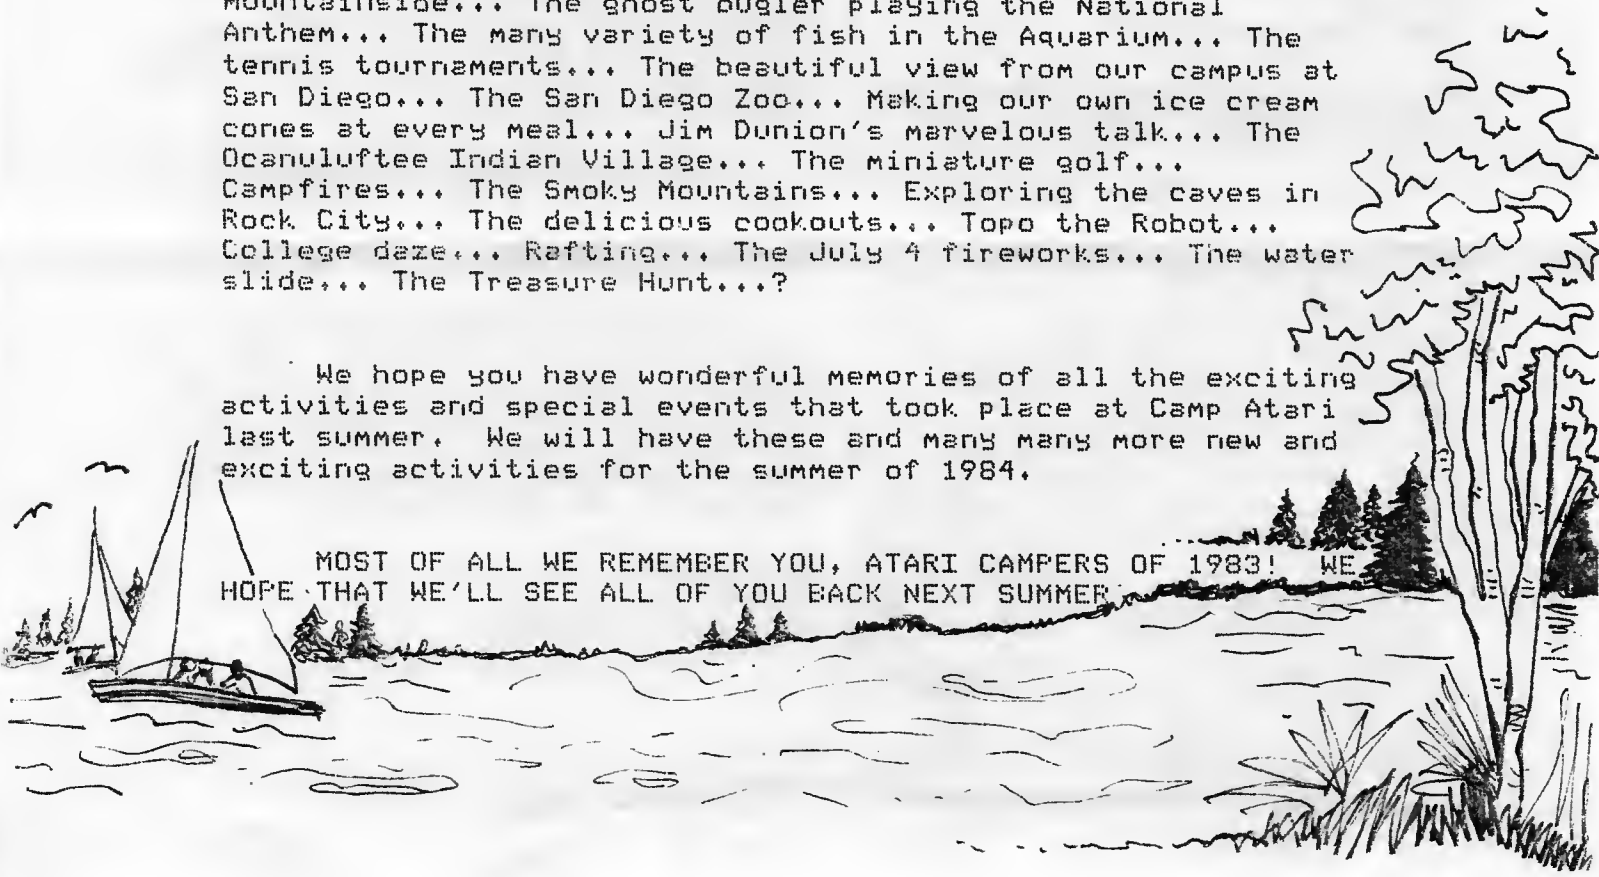 Mountainside... The ghost bugler playing the National
Anthem... The many variety of fish in the Aquarium... The
tennis tournaments... The beautiful view from our campus at
San Diego... The San Diego Zoo... Making our own ice cream
cones at every meal... Jim Dunion's marvelous talk... The
Ocanuluftee Indian Village... The miniature golf...
Campfires... The Smoky Mountains... Exploring the caves in
Rock City... The delicious cookouts... Topo the Robot...
College daze... Rafting... The July 4 fireworks... The water
slide... The Treasure Hunt...?
We hope you have wonderful memories of all the exciting
activities and special events that took place at Camp Atari
last summer. We will have these and many many more new and
exciting activities for the summer of 1984.
MOST OF ALL WE REMEMBER YOU, ATARI CAMPERS OF 1983! WE
HOPE THAT WE'LL SEE ALL OF YOU BACK NEXT SUMMER